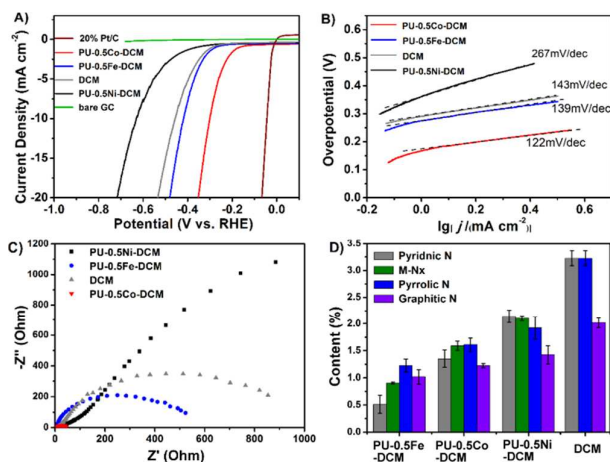 A)
20% Pt/C
PU-0.5Co-DCM
PU-0.5Fe-DCM
DCM
PU-0.5Ni-DCM
bare GC
Current Density (mA cm⁻²)
0
-5
-10
-15
-20
-1.0 -0.8 -0.6 -0.4 -0.2 0.0
Potential (V vs. RHE)
B)
PU-0.5Co-DCM
PU-0.5Fe-DCM
DCM
PU-0.5Ni-DCM
267mV/dec
143mV/dec
139mV/dec
122mV/dec
Overpotential (V)
0.6
0.5
0.4
0.3
0.2
0.1
0.0
-0.2 0.0 0.2 0.4 0.6
lg| j /(mA cm⁻²)|
C)
PU-0.5Ni-DCM
PU-0.5Fe-DCM
DCM
PU-0.5Co-DCM
-Z'' (Ohm)
1200
1000
800
600
400
200
0
0 200 400 600 800 1000
Z' (Ohm)
D)
Pyridnic N
M-Nx
Pyrrolic N
Graphitic N
Content (%)
3.5
3.0
2.5
2.0
1.5
1.0
0.5
0.0
PU-0.5Fe PU-0.5Co PU-0.5Ni DCM
-DCM -DCM -DCM